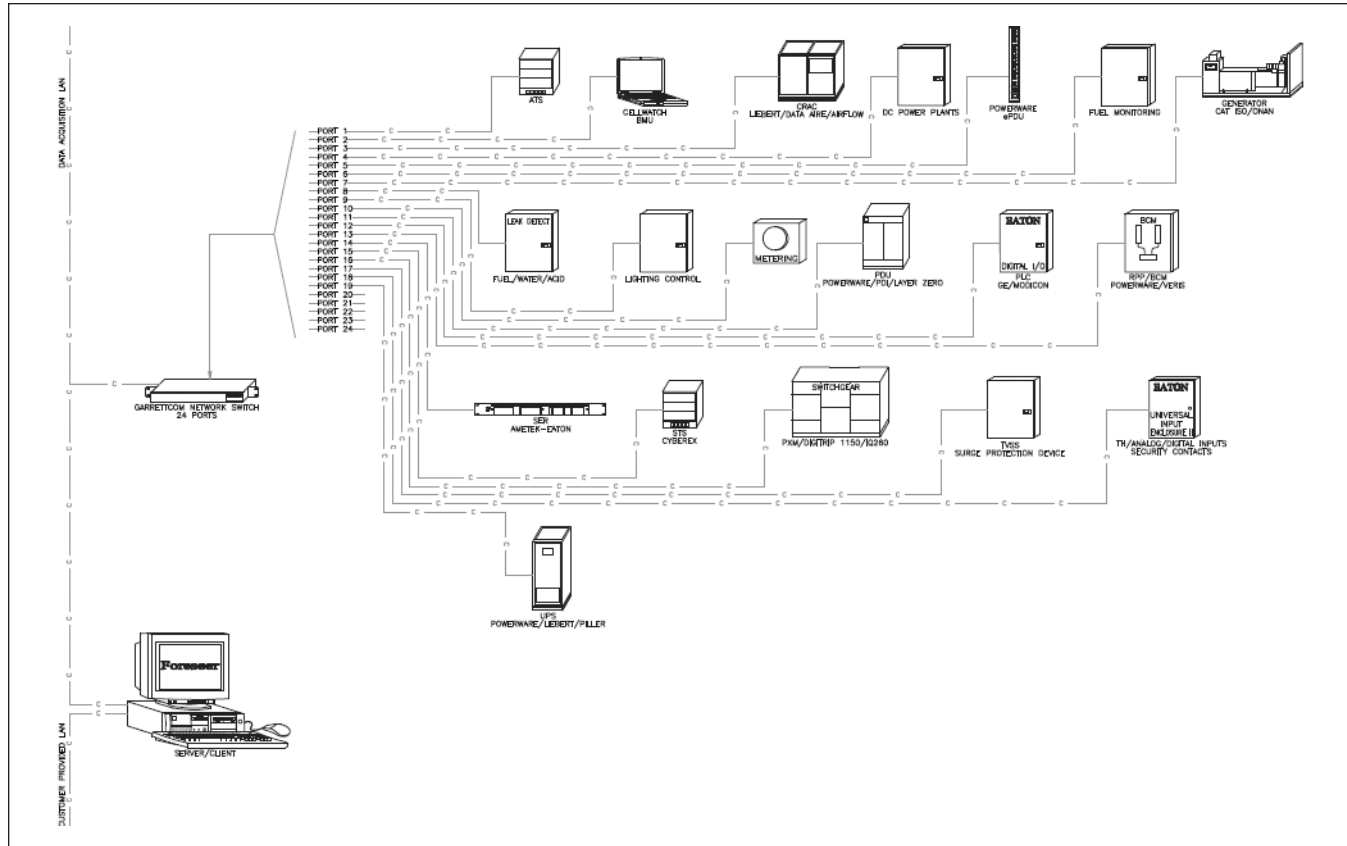 DATA ACQUISITION LAN
ATS
CELLWATCH
BMU
CRAC
LIEBERT/DATA AIRE/AIRFLOW
DC POWER PLANTS
POWERWARE
ePDU
FUEL MONITORING
GENERATOR
CAT ISO/ONAN
PORT 1
PORT 2
PORT 3
PORT 4
PORT 5
PORT 6
PORT 7
PORT 8
PORT 9
PORT 10
PORT 11
PORT 12
PORT 13
PORT 14
PORT 15
PORT 16
PORT 17
PORT 18
PORT 19
PORT 20
PORT 21
PORT 22
PORT 23
PORT 24
LEAK DETECT
FUEL/WATER/ACID
LIGHTING CONTROL
METERING
PDU
POWERWARE/PDI/LAYER ZERO
EATON
DIGITAL I/O
PLC
GE/MODICON
BCM
RPP/BCM
POWERWARE/VERIS
GARRETTCOM NETWORK SWITCH
24 PORTS
SER
AMETEK-EATON
STS
CYBEREX
SWITCHGEAR
PXM/DIGITRIP 1150/IQ260
TVSS
SURGE PROTECTION DEVICE
EATON
UNIVERSAL
INPUT
ENCLOSURE II
TH/ANALOG/DIGITAL INPUTS
SECURITY CONTACTS
UPS
POWERWARE/LIEBERT/PILLER
Foreseer
SERVER/CLIENT
CUSTOMER PROVIDED LAN